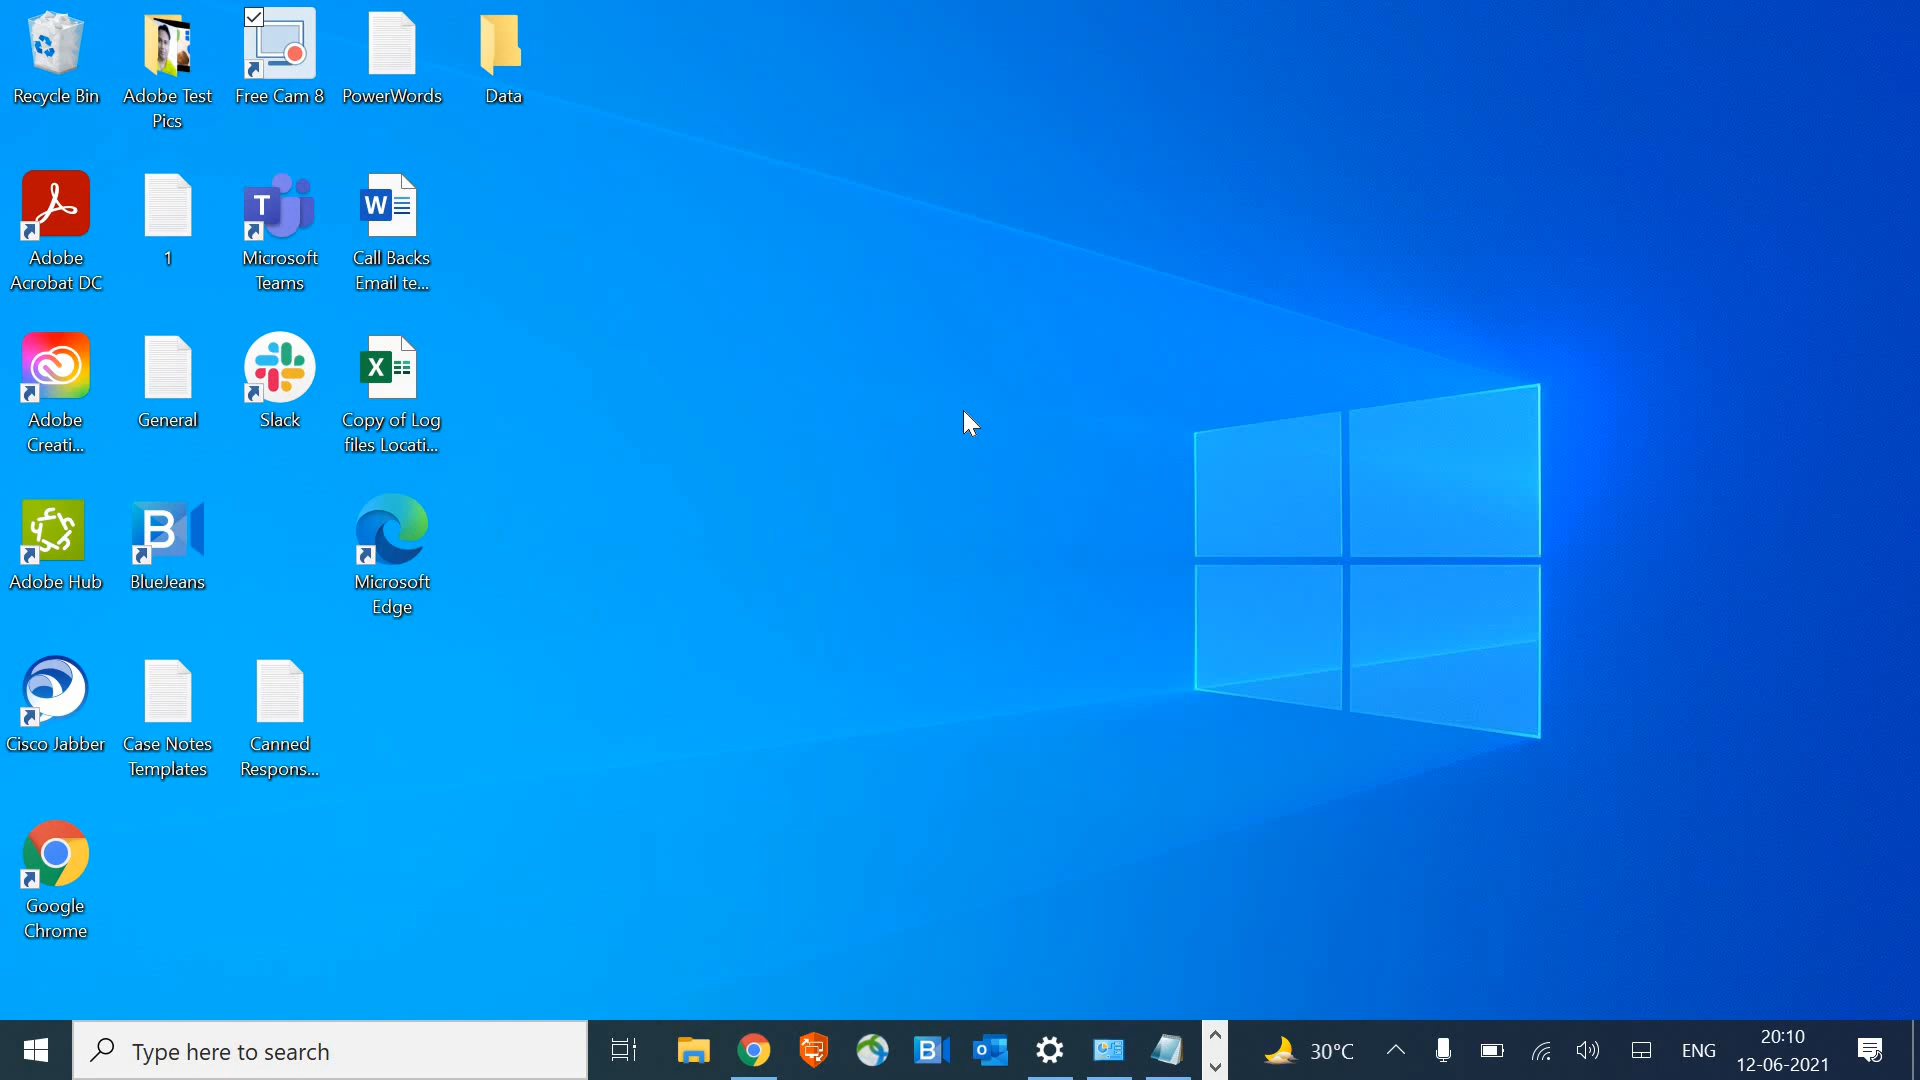 Recycle Bin
Adobe Test
Pics
Free Cam 8
PowerWords
Data
Adobe
Acrobat DC
1
T
Microsoft
Teams
W
Call Backs
Email te...
Adobe
Creati...
General
Slack
X
Copy of Log
files Locati...
Adobe Hub
B
BlueJeans
Microsoft
Edge
Cisco Jabber
Case Notes
Templates
Canned
Respons...
Google
Chrome
Type here to search
B
o
30°C
ENG
20:10
12-06-2021